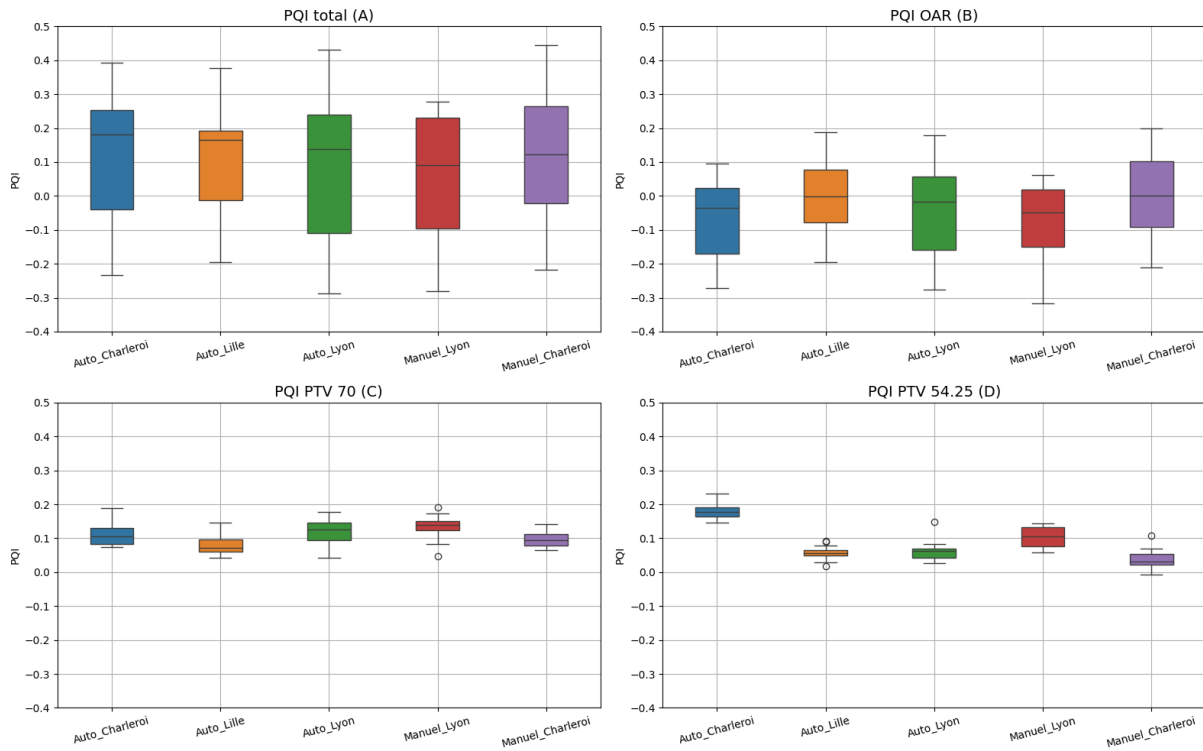 PQI total (A)
PQI
0.5
0.4
0.3
0.2
0.1
0.0
-0.1
-0.2
-0.3
-0.4
Auto_Charleroi
Auto_Lille
Auto_Lyon
Manuel_Lyon
Manuel_Charleroi
PQI OAR (B)
PQI
0.5
0.4
0.3
0.2
0.1
0.0
-0.1
-0.2
-0.3
-0.4
Auto_Charleroi
Auto_Lille
Auto_Lyon
Manuel_Lyon
Manuel_Charleroi
PQI PTV 70 (C)
PQI
0.5
0.4
0.3
0.2
0.1
0.0
-0.1
-0.2
-0.3
-0.4
Auto_Charleroi
Auto_Lille
Auto_Lyon
Manuel_Lyon
Manuel_Charleroi
PQI PTV 54.25 (D)
PQI
0.5
0.4
0.3
0.2
0.1
0.0
-0.1
-0.2
-0.3
-0.4
Auto_Charleroi
Auto_Lille
Auto_Lyon
Manuel_Lyon
Manuel_Charleroi